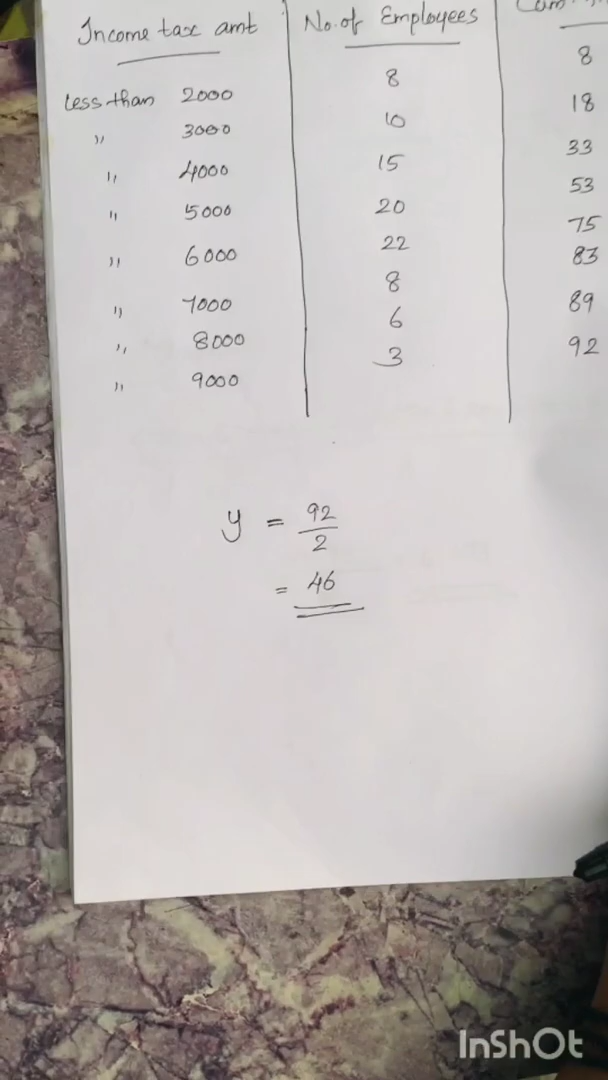 Income tax amt No. of Employees
Less than 2000 8 8
" 3000 10 18
" 4000 15 33
" 5000 20 53
" 6000 22 75
" 7000 8 83
" 8000 6 89
" 9000 3 92
y = 92/2
= 46
InShOt